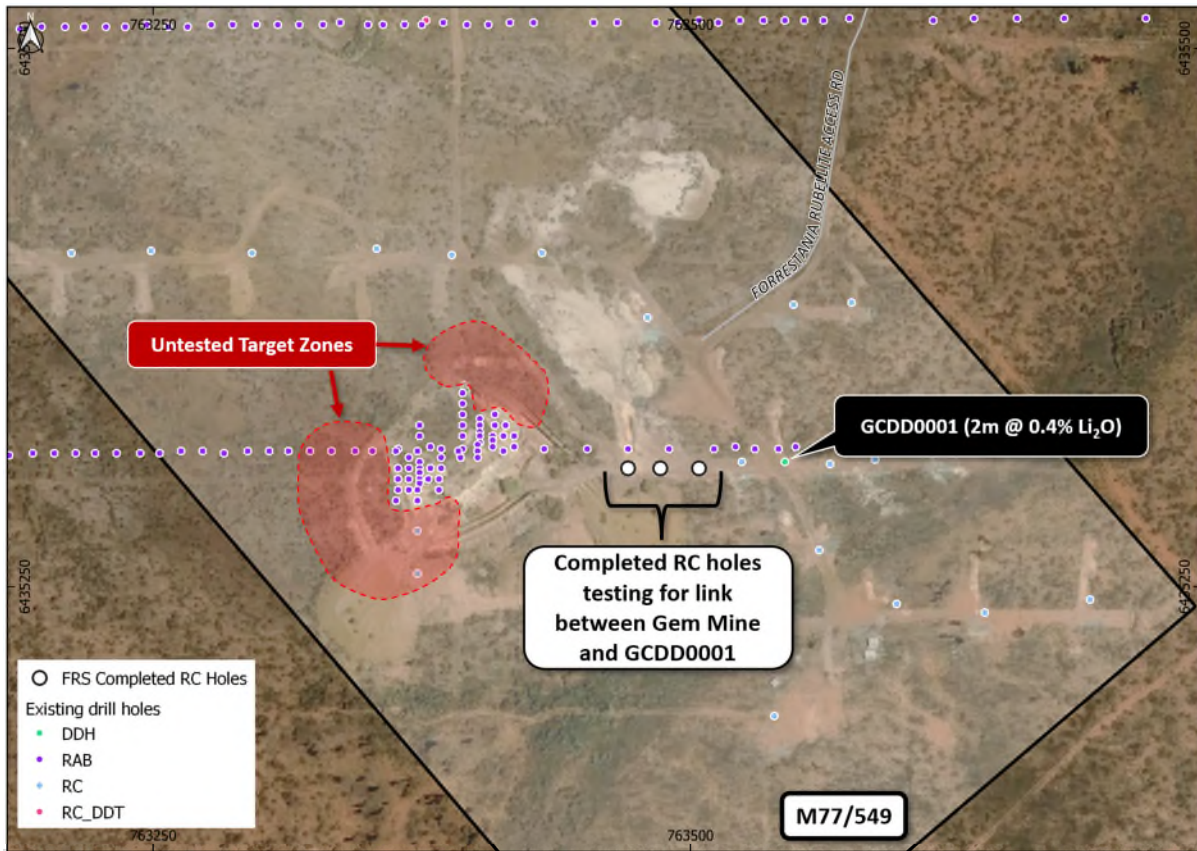 763250
763500
N
6435500
6435500
FORRESTANIA RUBELLITE ACCESS RD
Untested Target Zones
GCDD0001 (2m @ 0.4% Li₂O)
Completed RC holes
testing for link
between Gem Mine
and GCDD0001
6435250
FRS Completed RC Holes
Existing drill holes
DDH
RAB
RC
RC_DDT
M77/549
763250
763500